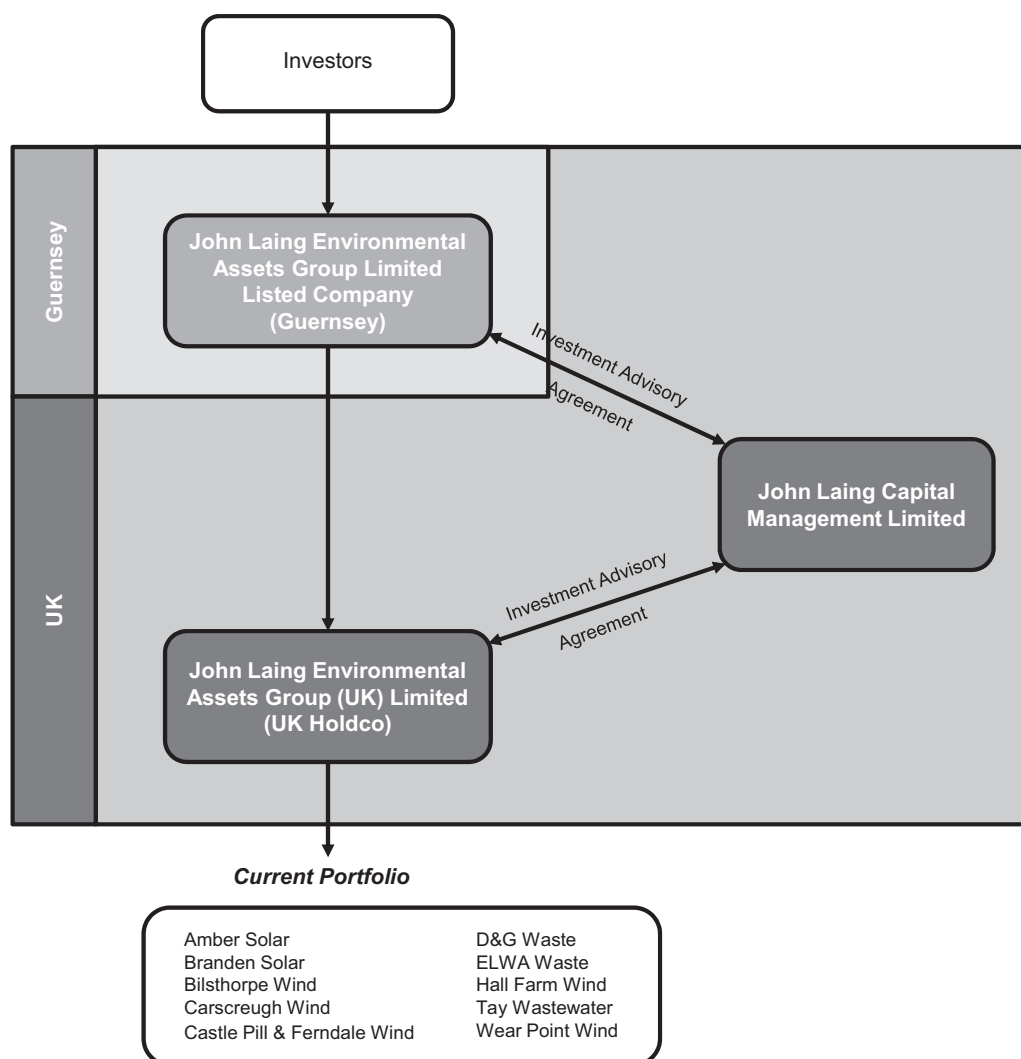 Investors
Guernsey
John Laing Environmental
Assets Group Limited
Listed Company
(Guernsey)
Investment Advisory
Agreement
UK
John Laing Capital
Management Limited
Investment Advisory
Agreement
John Laing Environmental
Assets Group (UK) Limited
(UK Holdco)
Current Portfolio
Amber Solar
Branden Solar
Bilsthorpe Wind
Carscreugh Wind
Castle Pill & Ferndale Wind
D&G Waste
ELWA Waste
Hall Farm Wind
Tay Wastewater
Wear Point Wind